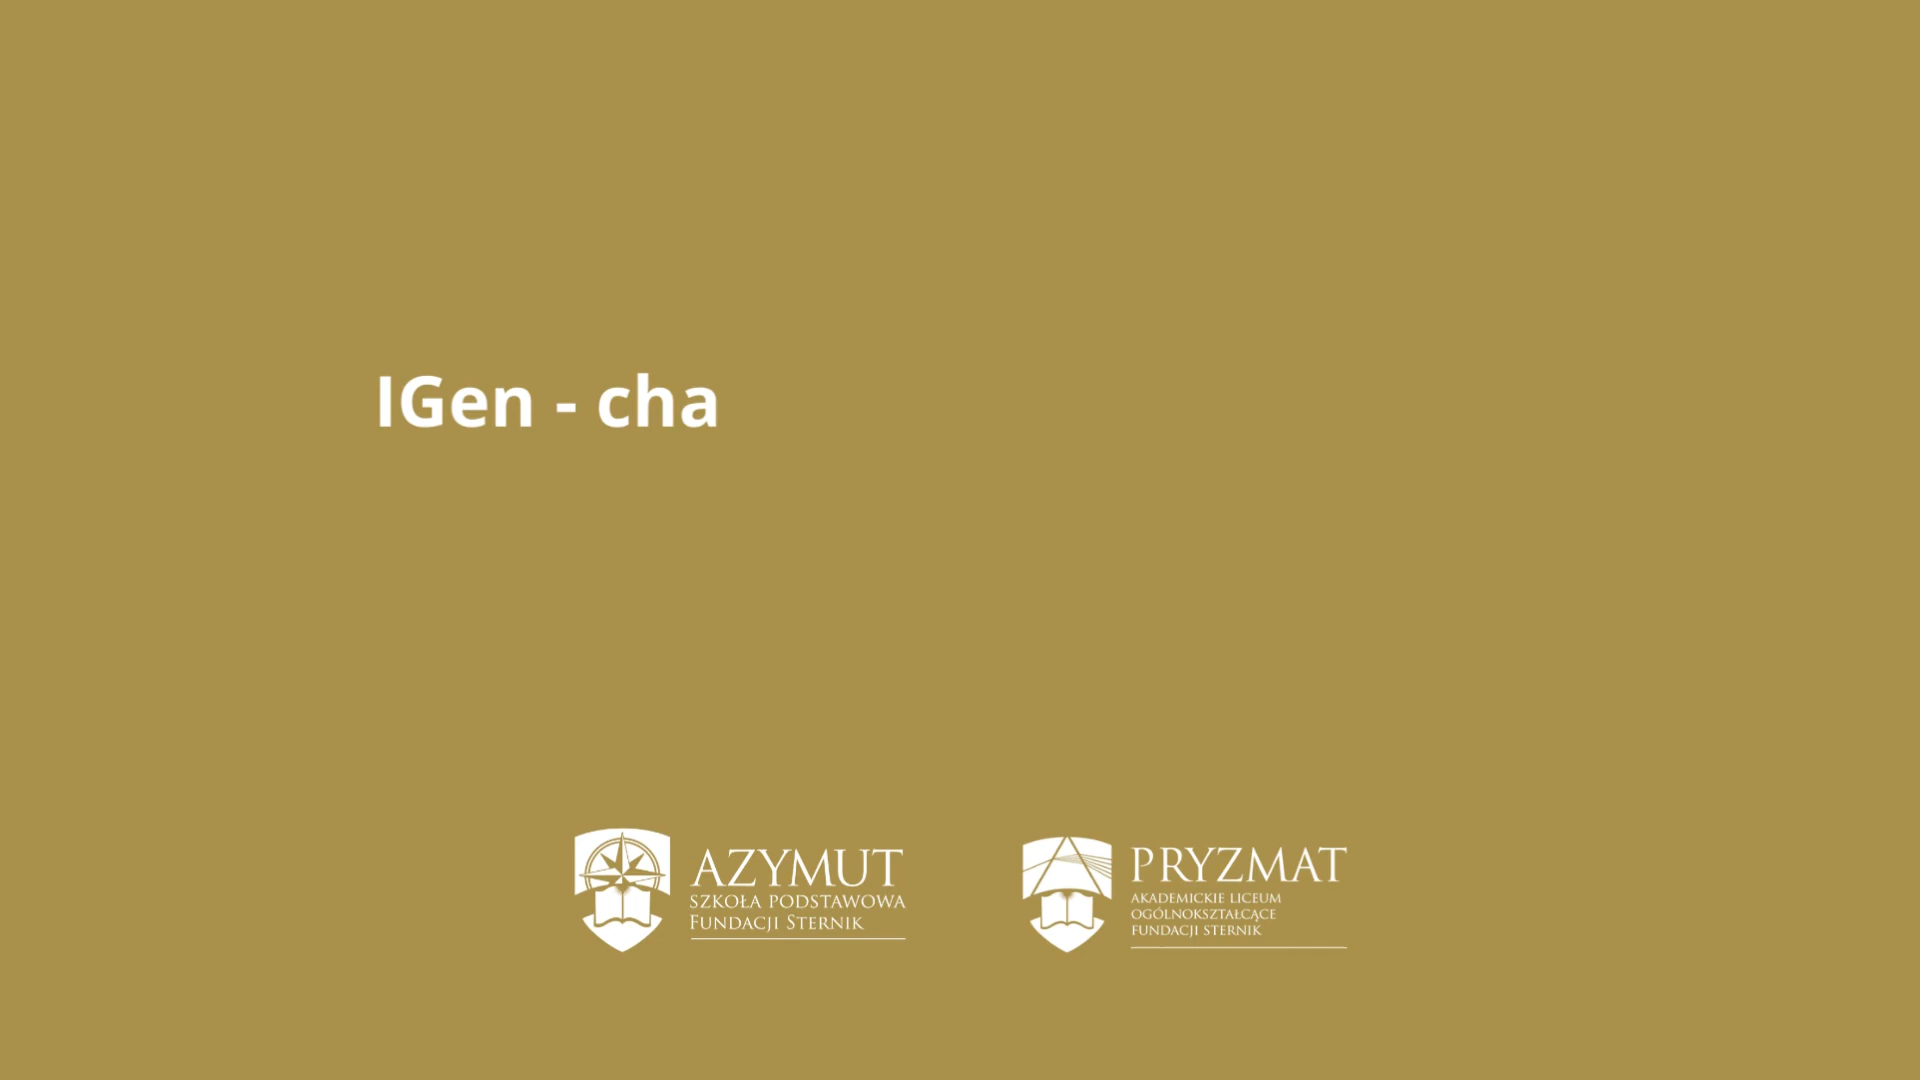 IGen - cha
AZYMUT
SZKOŁA PODSTAWOWA
FUNDACJI STERNIK
PRYZMAT
AKADEMICKIE LICEUM
OGÓLNOKSZTAŁCĄCE
FUNDACJI STERNIK